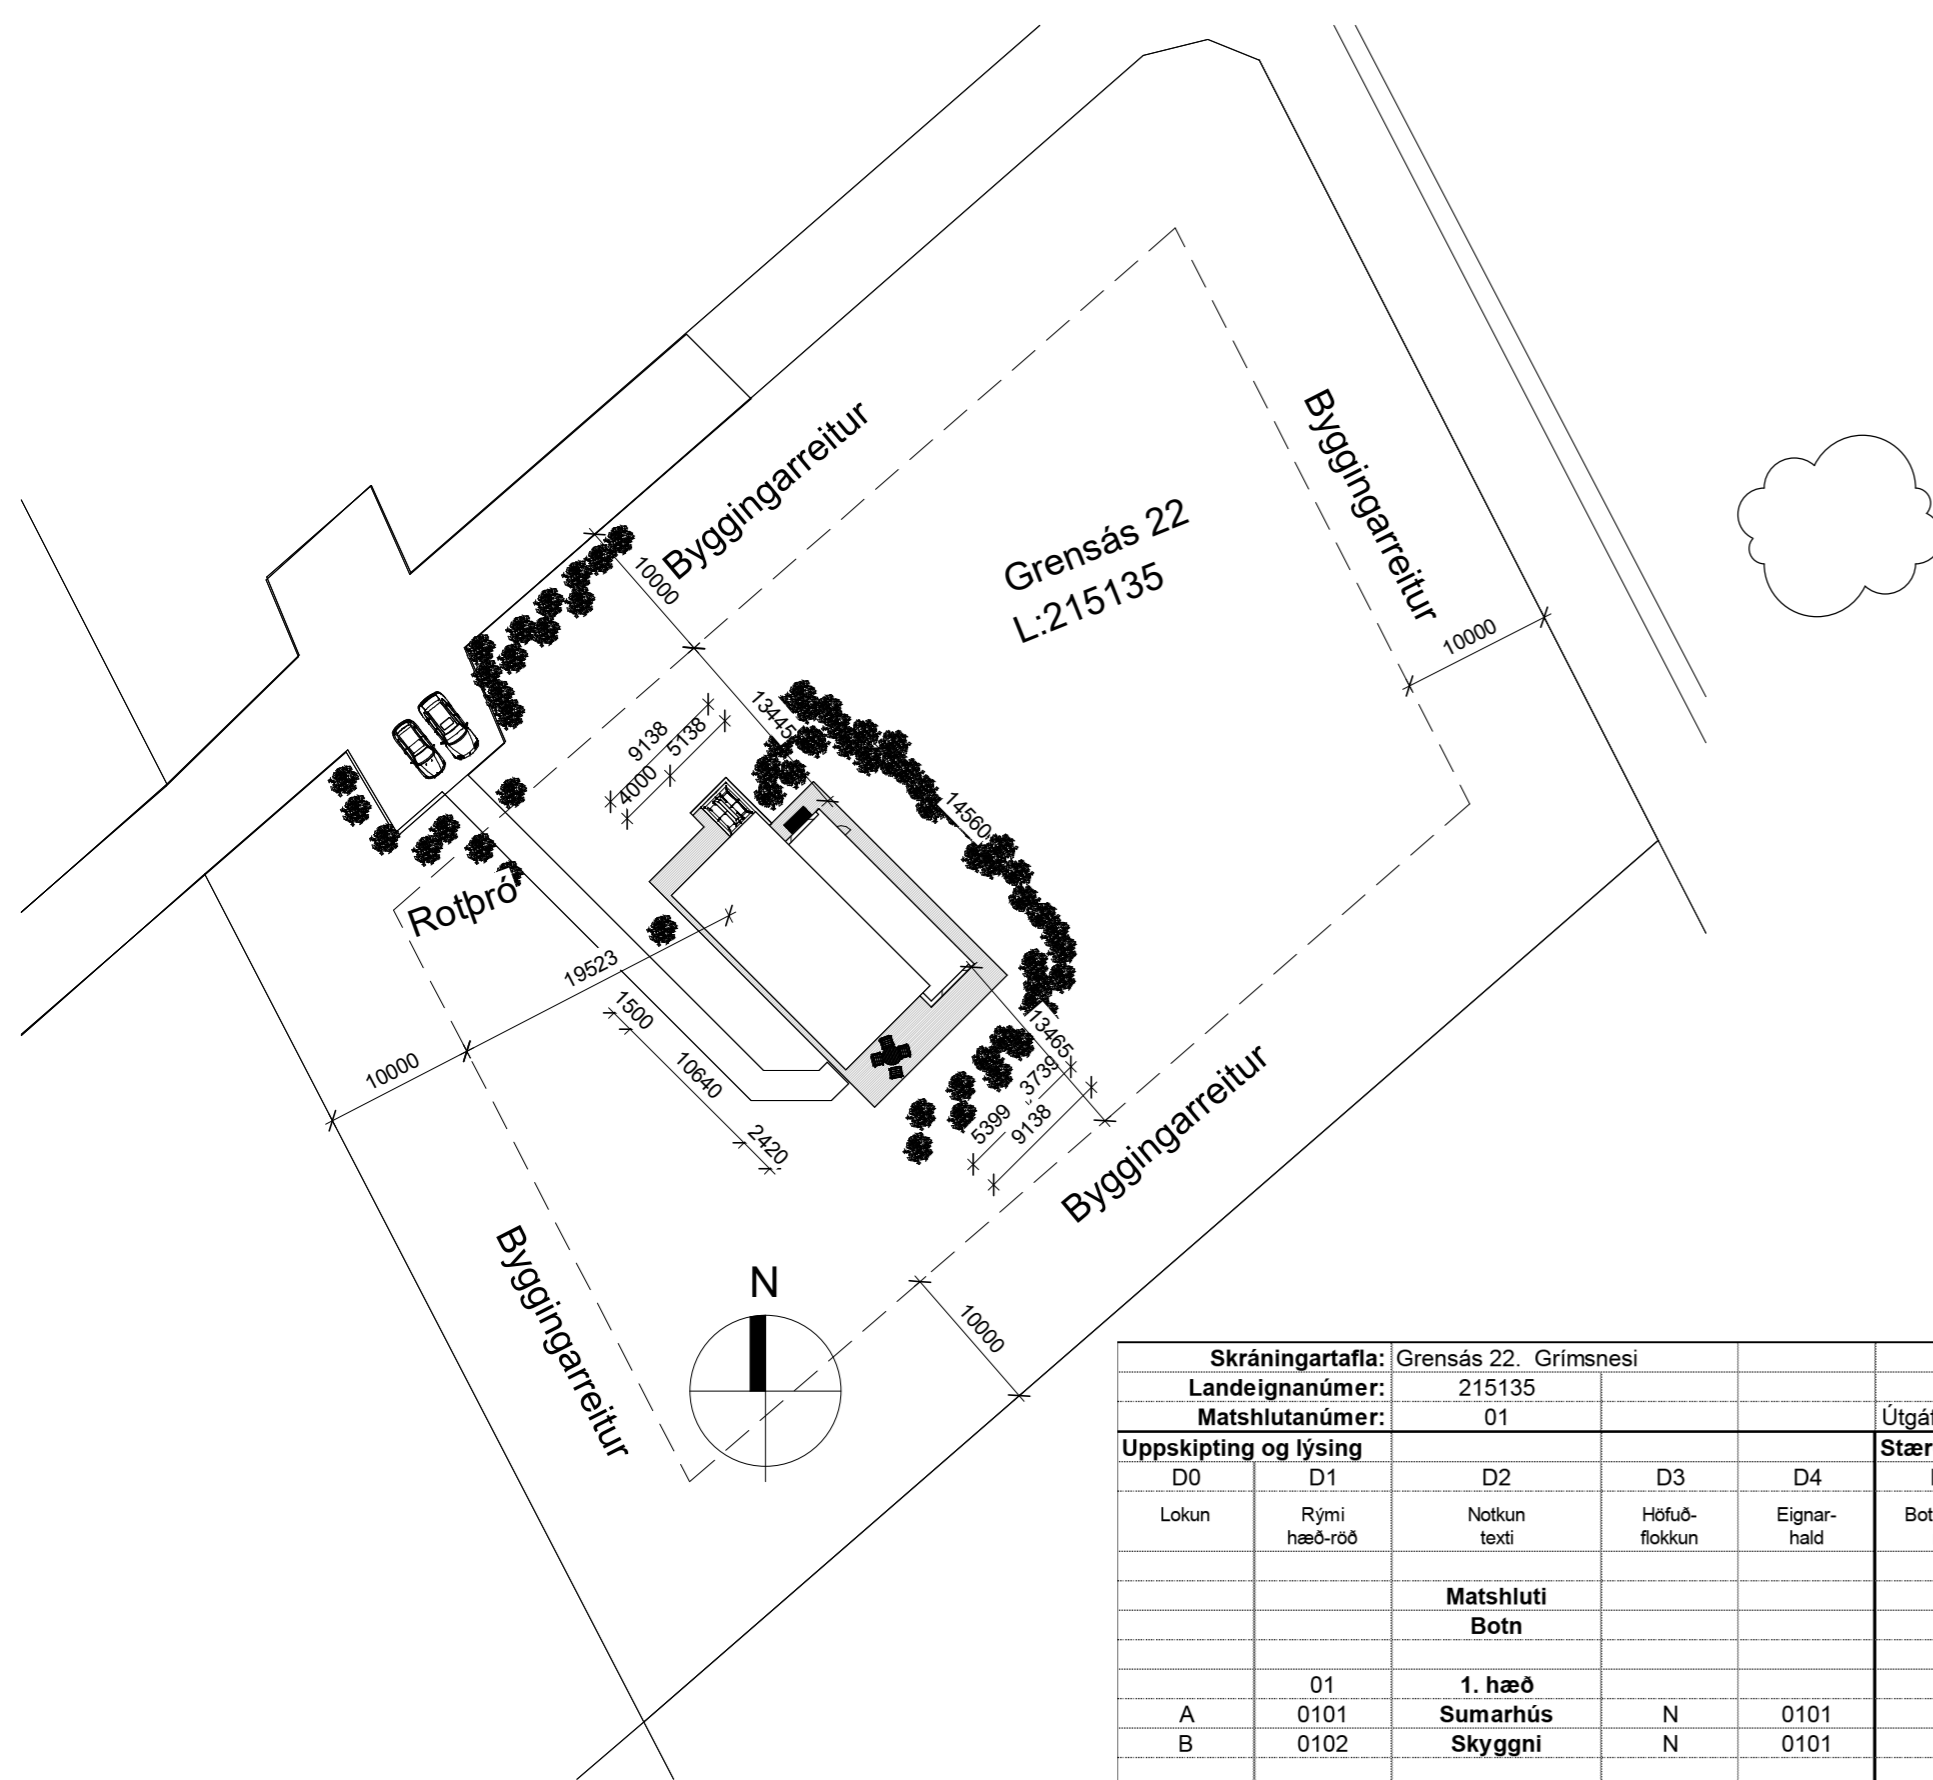 Byggingarreitur
Byggingarreitur
Grensás 22
L:215135
10000
10000
13445
9138
5138
4000
14560
Rotþró
19523
1500
10000
10640
2420
13465
3739
5399
9138
Byggingarreitur
Byggingarreitur
N
10000
Skráningartafla: Grensás 22. Grímsnesi
Landeignanúmer: 215135
Matshlutanúmer: 01
Uppskipting og lýsing
D0 D1 D2 D3 D4
Lokun Rými Notkun Höfuð- Eignar-
hæð-röð texti flokkun hald
Matshluti
Botn
01 1. hæð
A 0101 Sumarhús N 0101
B 0102 Skyggni N 0101